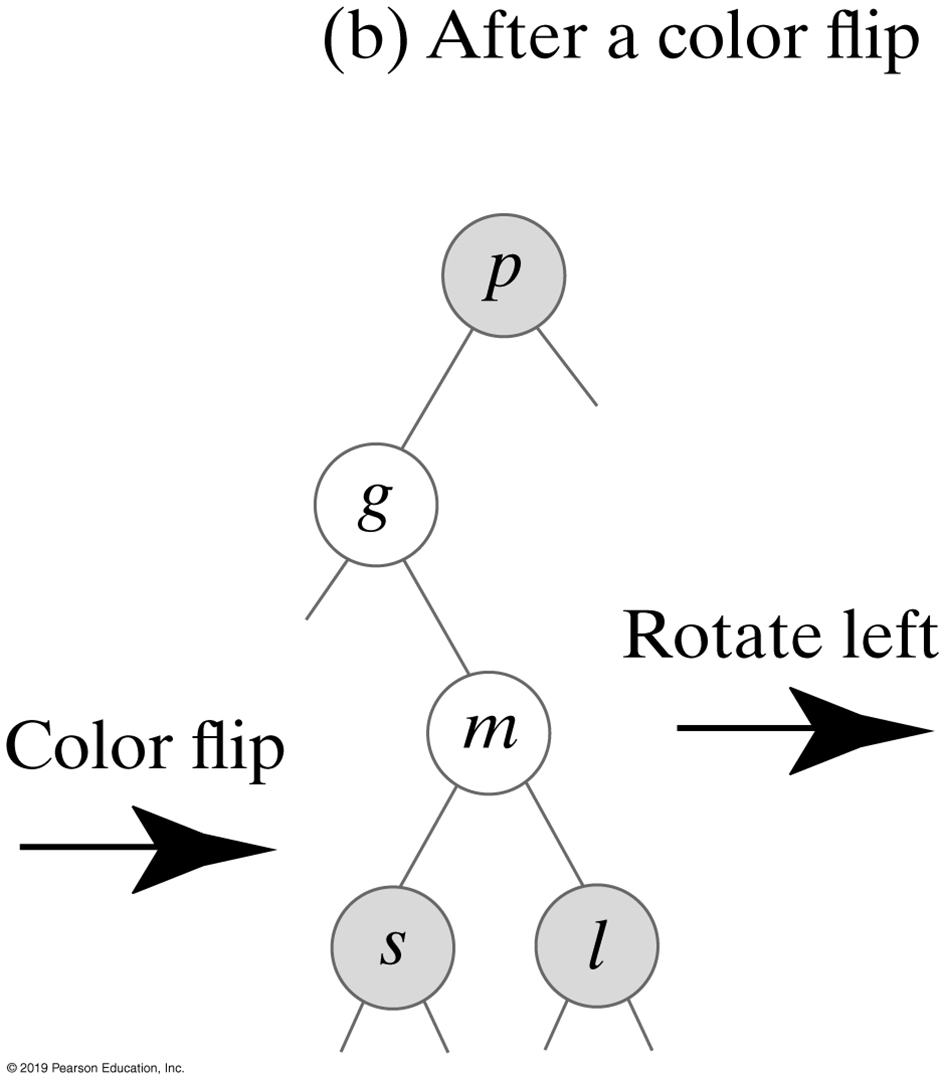 (b) After a color flip
p
g
Rotate left
m
Color flip
s
l
© 2019 Pearson Education, Inc.